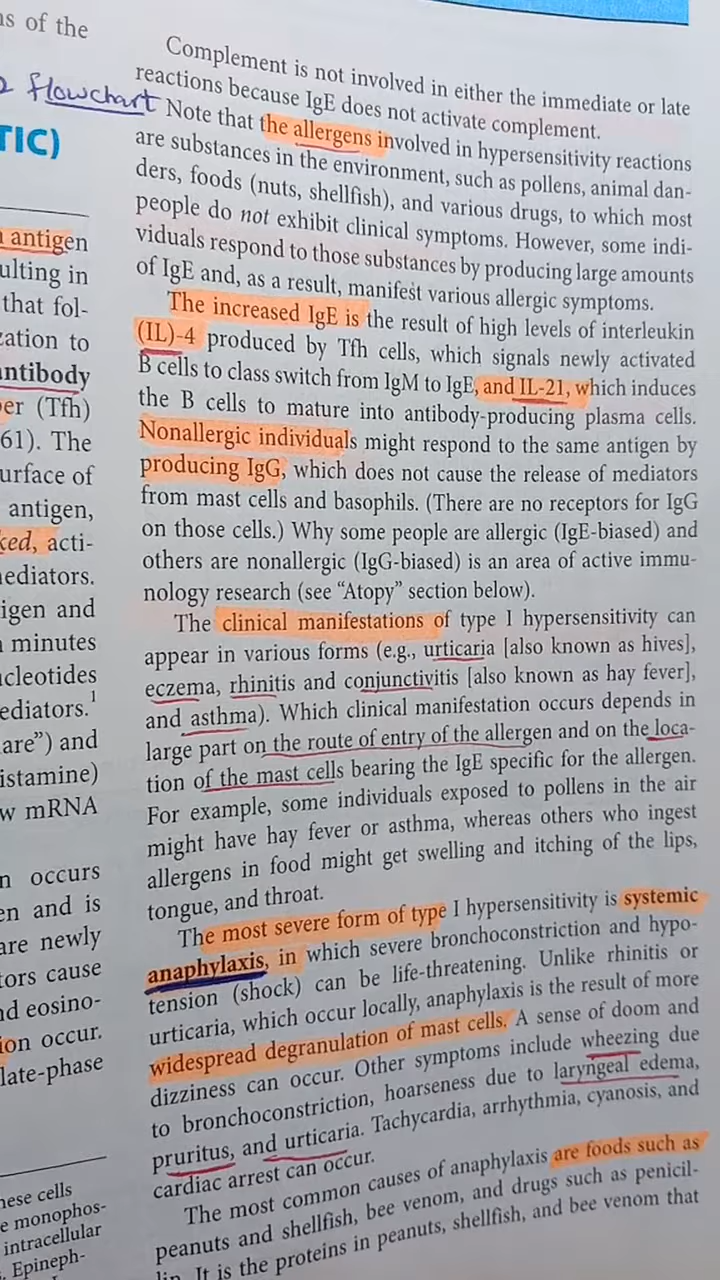 ns of the
flowchart
TIC)
antigen
ulting in
that fol-
zation to
antibody
er (Tfh)
61). The
urface of
antigen,
ked, acti-
nediators.
igen and
minutes
ucleotides
ediators.1
are") and
istamine)
w mRNA
n occurs
en and is
are newly
tors cause
nd eosino-
ion occur.
late-phase
hese cells
e monophos-
intracellular
. Epineph-
Complement is not involved in either the immediate or late
reactions because IgE does not activate complement.
Note that the allergens involved in hypersensitivity reactions
are substances in the environment, such as pollens, animal dan-
ders, foods (nuts, shellfish), and various drugs, to which most
people do not exhibit clinical symptoms. However, some indi-
viduals respond to those substances by producing large amounts
of IgE and, as a result, manifest various allergic symptoms.
The increased IgE is the result of high levels of interleukin
(IL)-4 produced by Tfh cells, which signals newly activated
B cells to class switch from IgM to IgE, and IL-21, which induces
the B cells to mature into antibody-producing plasma cells.
Nonallergic individuals might respond to the same antigen by
producing IgG, which does not cause the release of mediators
from mast cells and basophils. (There are no receptors for IgG
on those cells.) Why some people are allergic (IgE-biased) and
others are nonallergic (IgG-biased) is an area of active immu-
nology research (see "Atopy" section below).
The clinical manifestations of type I hypersensitivity can
appear in various forms (e.g., urticaria [also known as hives],
eczema, rhinitis and conjunctivitis [also known as hay fever],
and asthma). Which clinical manifestation occurs depends in
large part on the route of entry of the allergen and on the loca-
tion of the mast cells bearing the IgE specific for the allergen.
For example, some individuals exposed to pollens in the air
might have hay fever or asthma, whereas others who ingest
allergens in food might get swelling and itching of the lips,
tongue, and throat.
The most severe form of type I hypersensitivity is systemic
anaphylaxis, in which severe bronchoconstriction and hypo-
tension (shock) can be life-threatening. Unlike rhinitis or
urticaria, which occur locally, anaphylaxis is the result of more
widespread degranulation of mast cells. A sense of doom and
dizziness can occur. Other symptoms include wheezing due
to bronchoconstriction, hoarseness due to laryngeal edema,
pruritus, and urticaria. Tachycardia, arrhythmia, cyanosis, and
cardiac arrest can occur.
The most common causes of anaphylaxis are foods such as
peanuts and shellfish, bee venom, and drugs such as penicil-
lin. It is the proteins in peanuts, shellfish, and bee venom that